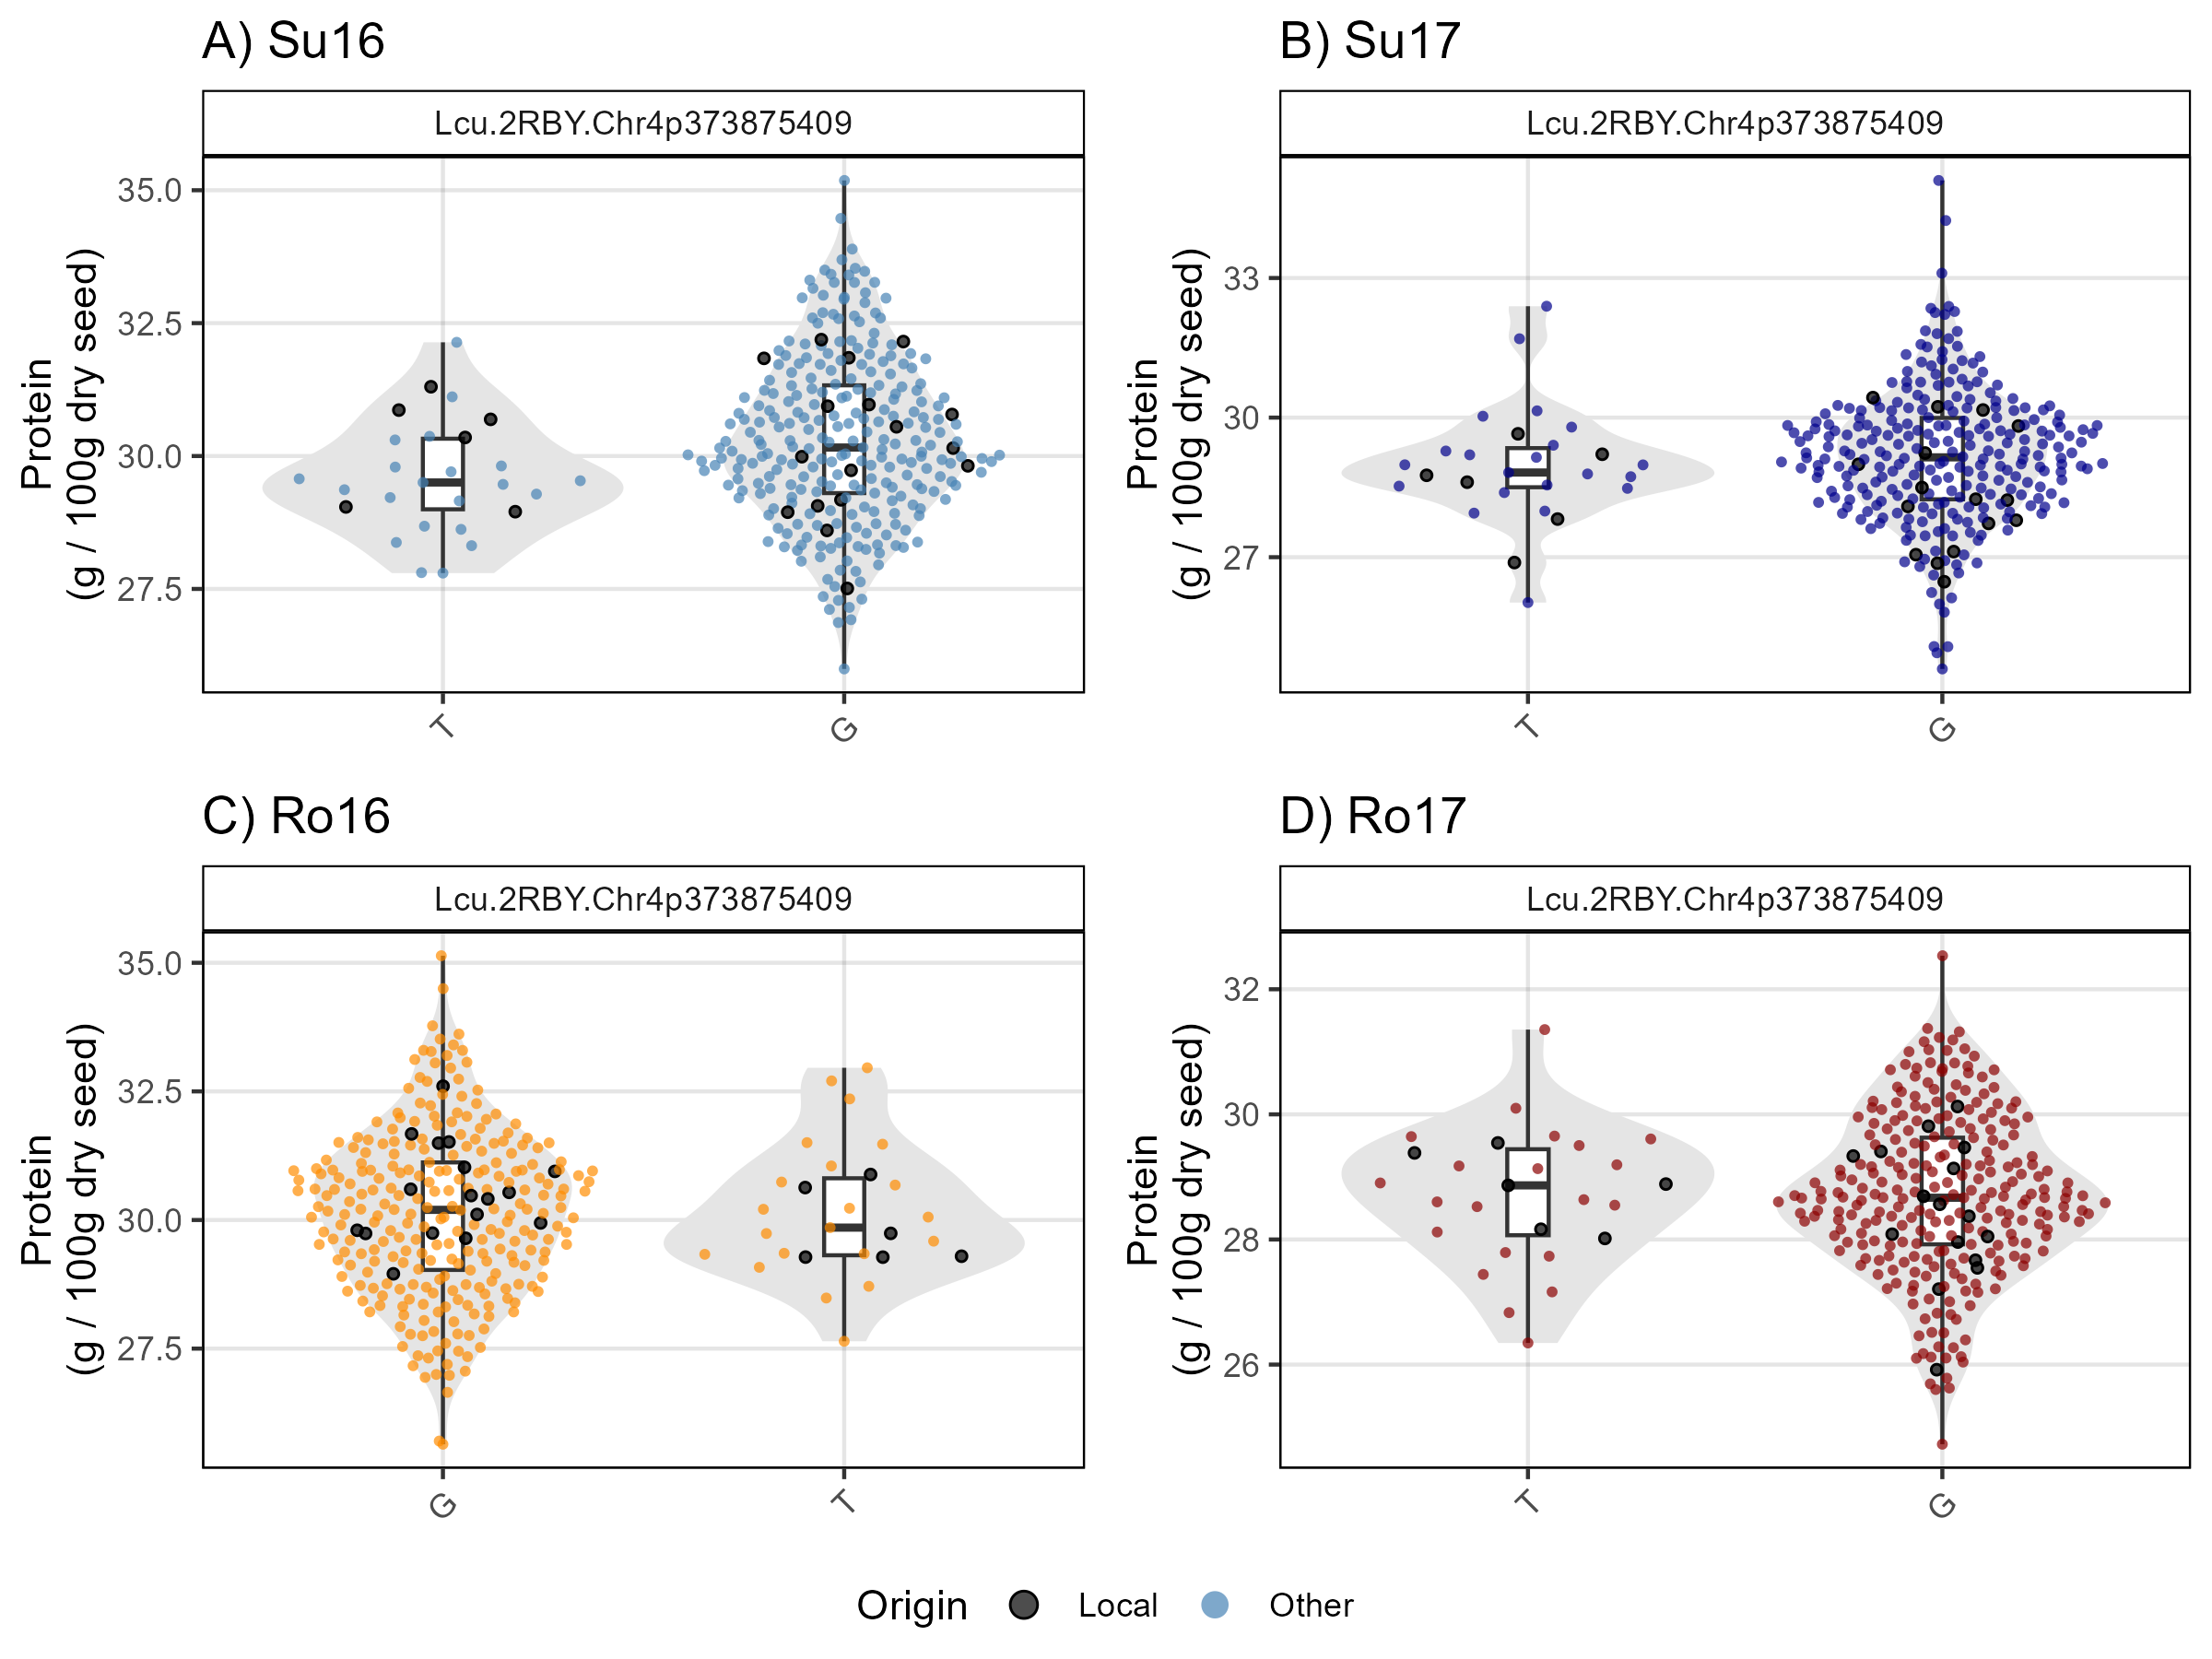 A) Su16
Lcu.2RBY.Chr4p373875409
Protein
(g / 100g dry seed)
35.0
32.5
30.0
27.5
T
G
B) Su17
Lcu.2RBY.Chr4p373875409
Protein
(g / 100g dry seed)
33
30
27
T
G
C) Ro16
Lcu.2RBY.Chr4p373875409
Protein
(g / 100g dry seed)
35.0
32.5
30.0
27.5
G
T
D) Ro17
Lcu.2RBY.Chr4p373875409
Protein
(g / 100g dry seed)
32
30
28
26
T
G
Origin Local Other